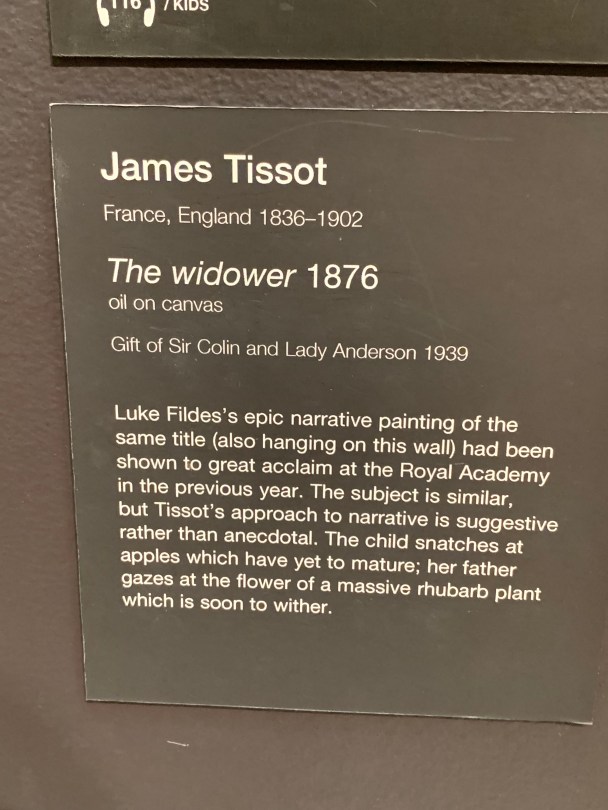 116 / KIDS
James Tissot
France, England 1836–1902
The widower 1876
oil on canvas
Gift of Sir Colin and Lady Anderson 1939
Luke Fildes's epic narrative painting of the
same title (also hanging on this wall) had been
shown to great acclaim at the Royal Academy
in the previous year. The subject is similar,
but Tissot's approach to narrative is suggestive
rather than anecdotal. The child snatches at
apples which have yet to mature; her father
gazes at the flower of a massive rhubarb plant
which is soon to wither.